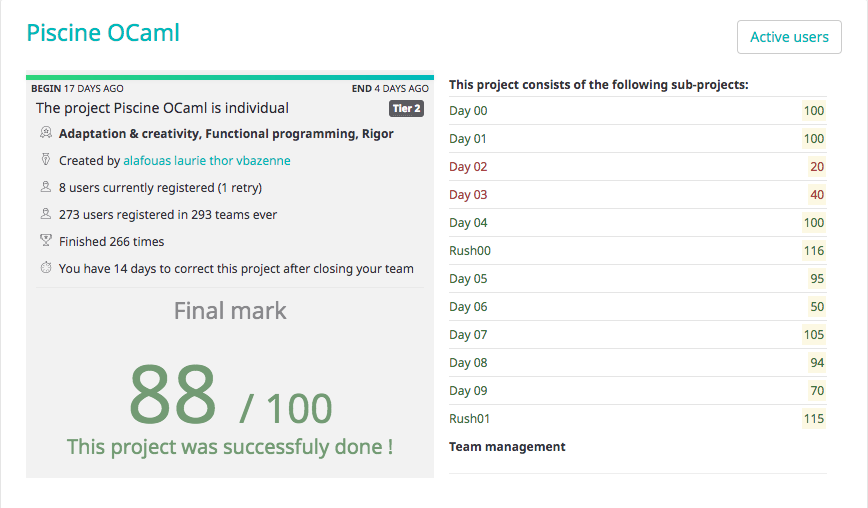 Piscine OCaml
Active users
BEGIN 17 DAYS AGO
END 4 DAYS AGO
The project Piscine OCaml is individual
Tier 2
Adaptation & creativity, Functional programming, Rigor
Created by alafouas laurie thor vbazenne
8 users currently registered (1 retry)
273 users registered in 293 teams ever
Finished 266 times
You have 14 days to correct this project after closing your team
Final mark
88 / 100
This project was successfuly done !
This project consists of the following sub-projects:
Day 00 100
Day 01 100
Day 02 20
Day 03 40
Day 04 100
Rush00 116
Day 05 95
Day 06 50
Day 07 105
Day 08 94
Day 09 70
Rush01 115
Team management